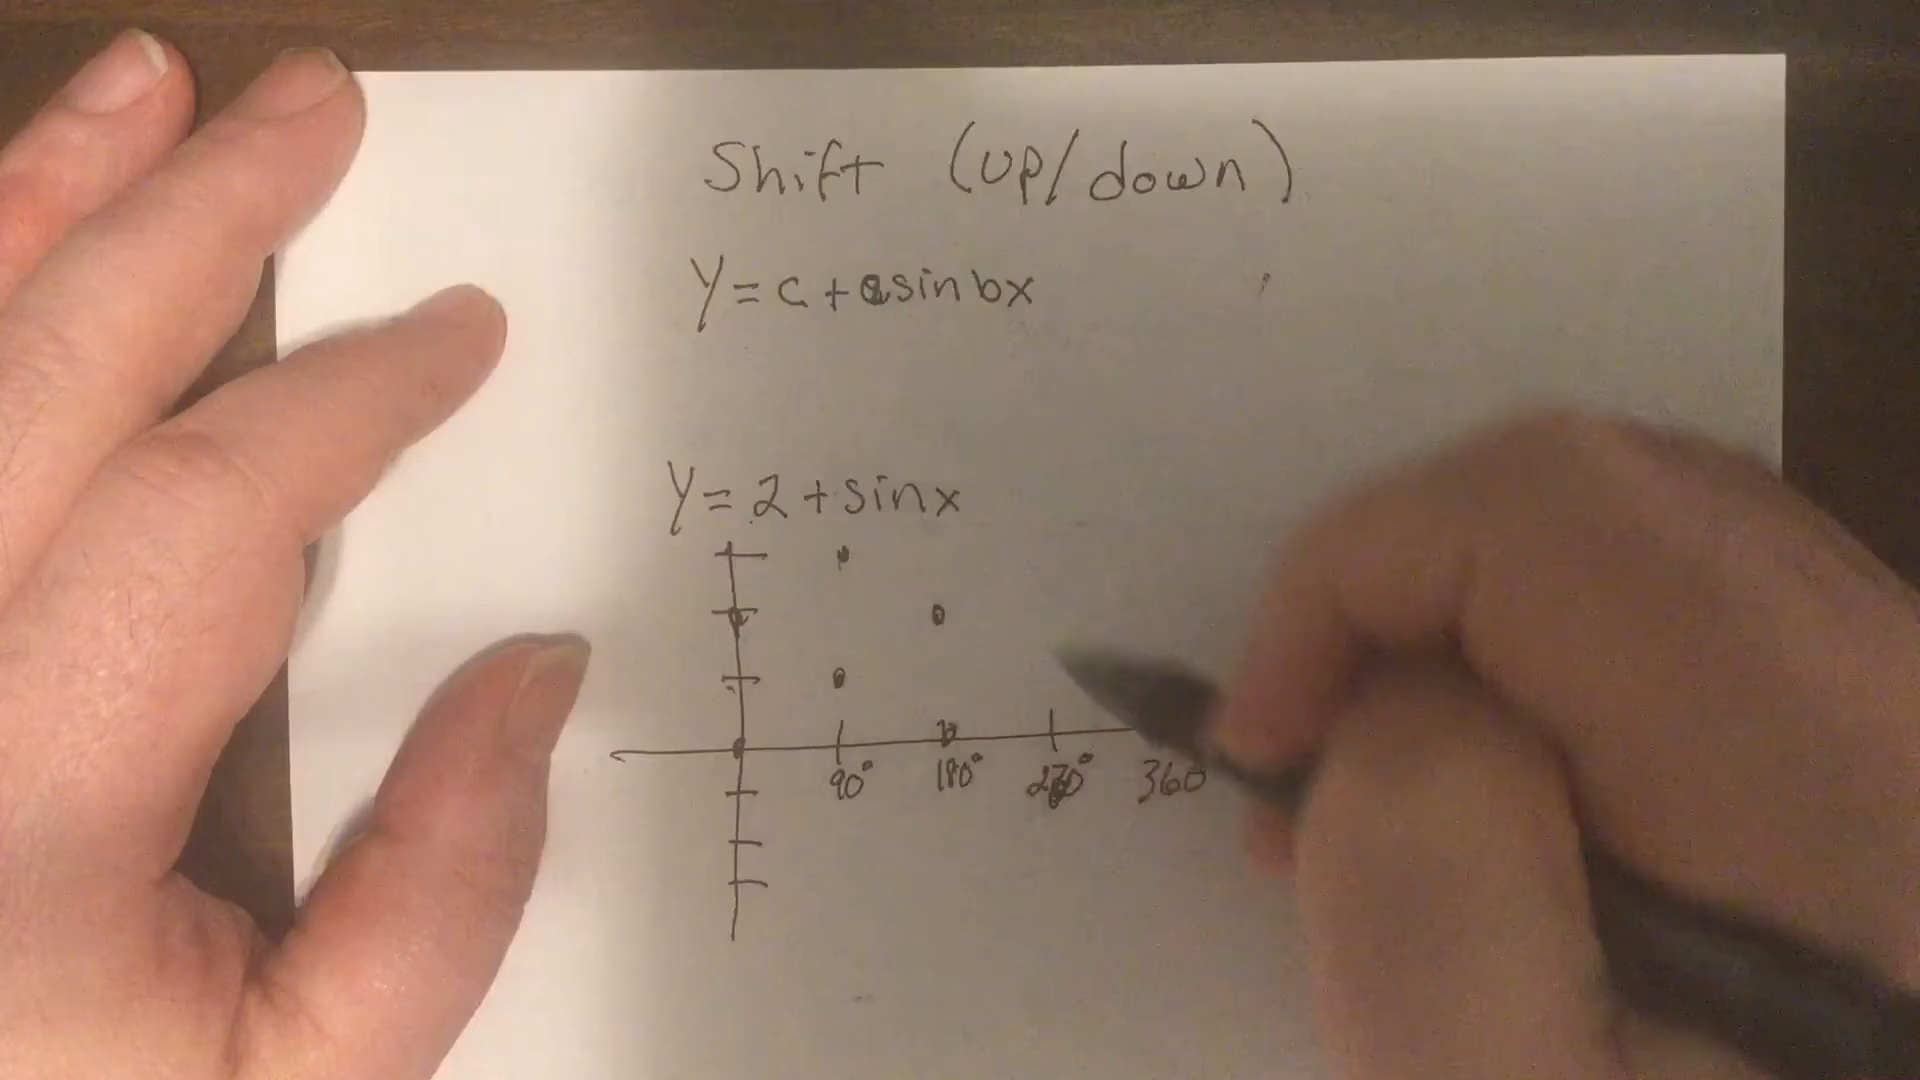 Shift (up/down)
Y = c + asinbx
Y = 2 + sinx
90° 180° 270° 360